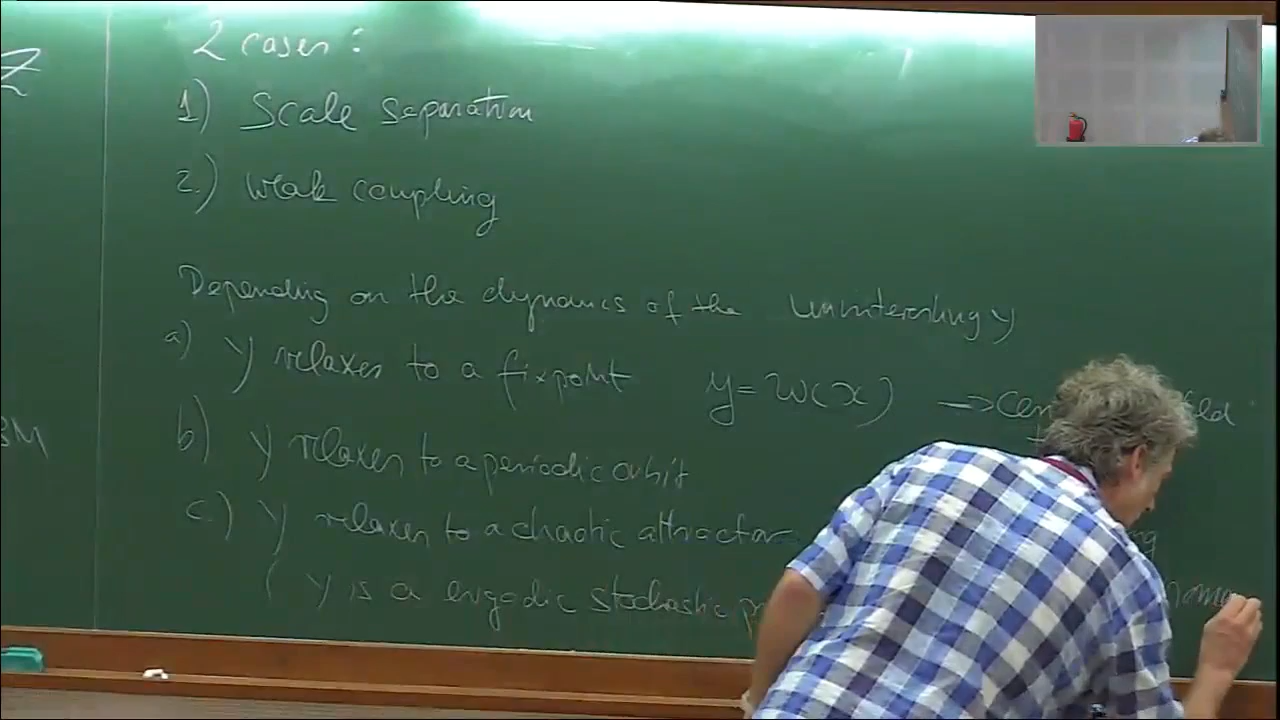 2 cases :
1) Scale separation
2.) weak coupling
Depending on the dynamics of the uninteresting y
a) y relaxes to a fixpoint y = w(x) →
b) y relaxes to a periodic orbit
c.) y relaxes to a chaotic attractor
( y is a ergodic stochastic